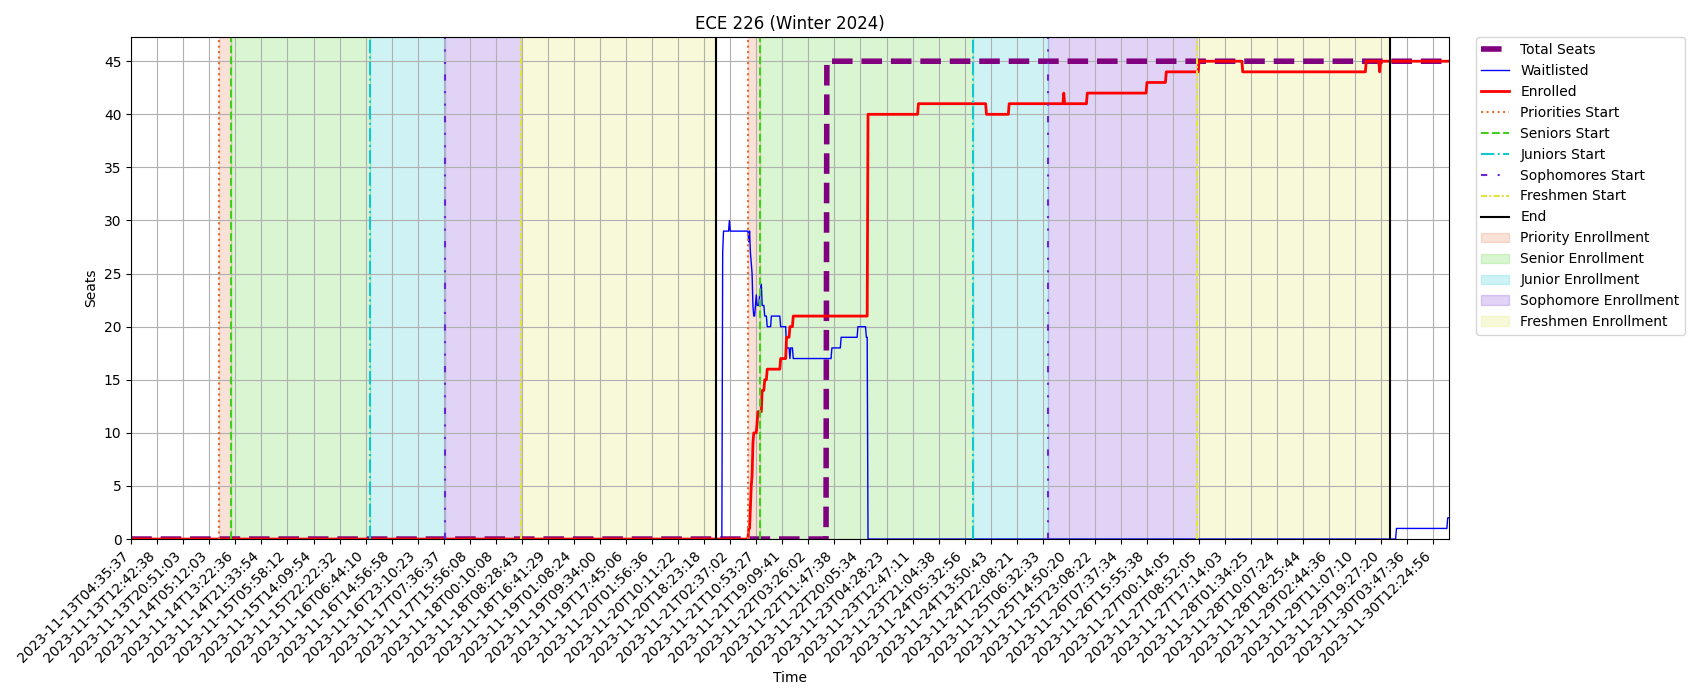 ECE 226 (Winter 2024)
Seats
45
40
35
30
25
20
15
10
5
0
2023-11-13T04:35:37
2023-11-13T12:42:38
2023-11-13T20:51:03
2023-11-14T05:12:03
2023-11-14T13:22:36
2023-11-14T21:33:54
2023-11-15T05:58:12
2023-11-15T14:09:54
2023-11-15T22:22:32
2023-11-16T06:44:10
2023-11-16T14:56:58
2023-11-16T23:10:23
2023-11-17T07:36:37
2023-11-17T15:56:08
2023-11-18T00:10:08
2023-11-18T08:28:43
2023-11-18T16:41:29
2023-11-19T01:08:24
2023-11-19T09:34:00
2023-11-19T17:45:06
2023-11-20T01:56:36
2023-11-20T10:11:22
2023-11-20T18:23:18
2023-11-21T02:37:02
2023-11-21T10:53:27
2023-11-21T19:09:41
2023-11-22T03:26:02
2023-11-22T11:47:38
2023-11-22T20:05:34
2023-11-23T04:28:23
2023-11-23T12:47:11
2023-11-23T21:04:38
2023-11-24T05:32:56
2023-11-24T13:50:43
2023-11-24T22:08:21
2023-11-25T06:32:33
2023-11-25T14:50:20
2023-11-25T23:08:22
2023-11-26T07:37:34
2023-11-26T15:55:38
2023-11-27T00:14:05
2023-11-27T08:52:05
2023-11-27T17:14:03
2023-11-28T01:34:25
2023-11-28T10:07:24
2023-11-28T18:25:44
2023-11-29T02:44:36
2023-11-29T11:07:10
2023-11-29T19:27:20
2023-11-30T03:47:36
2023-11-30T12:24:56
Time
Total Seats
Waitlisted
Enrolled
Priorities Start
Seniors Start
Juniors Start
Sophomores Start
Freshmen Start
End
Priority Enrollment
Senior Enrollment
Junior Enrollment
Sophomore Enrollment
Freshmen Enrollment